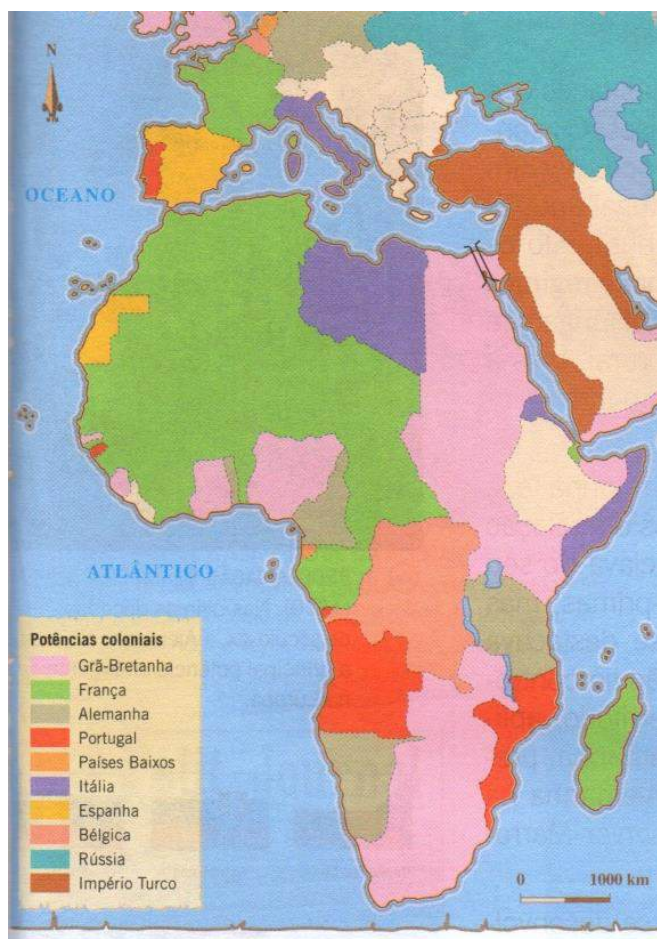 N
OCEANO
ATLÂNTICO
Potências coloniais
Grã-Bretanha
França
Alemanha
Portugal
Países Baixos
Itália
Espanha
Bélgica
Rússia
Império Turco
0 1000 km